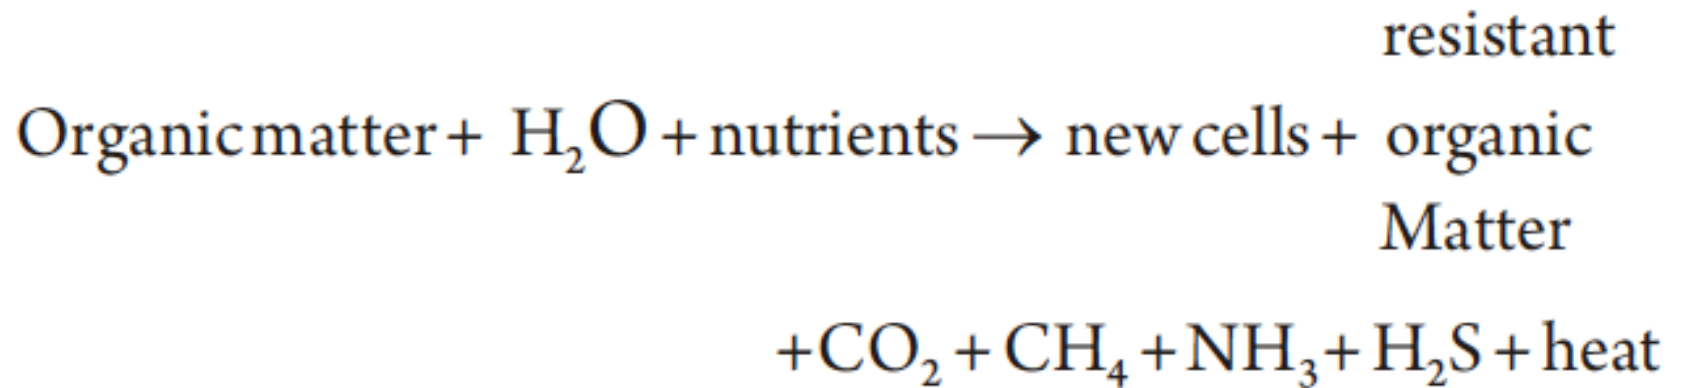 resistant
Organic matter + H₂O + nutrients → new cells + organic
Matter
+CO₂ + CH₄ + NH₃ + H₂S + heat